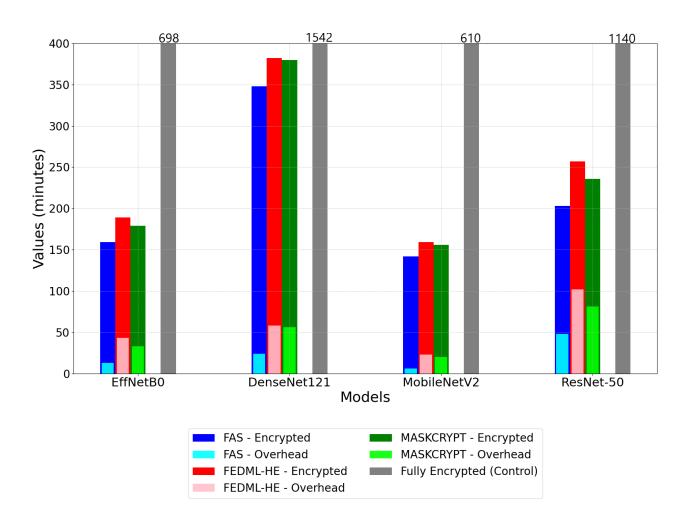 698 1542 610 1140
400
350
300
250
200
150
100
50
0
Values (minutes)
EffNetB0 DenseNet121 MobileNetV2 ResNet-50
Models
FAS - Encrypted
FAS - Overhead
FEDML-HE - Encrypted
FEDML-HE - Overhead
MASKCRYPT - Encrypted
MASKCRYPT - Overhead
Fully Encrypted (Control)